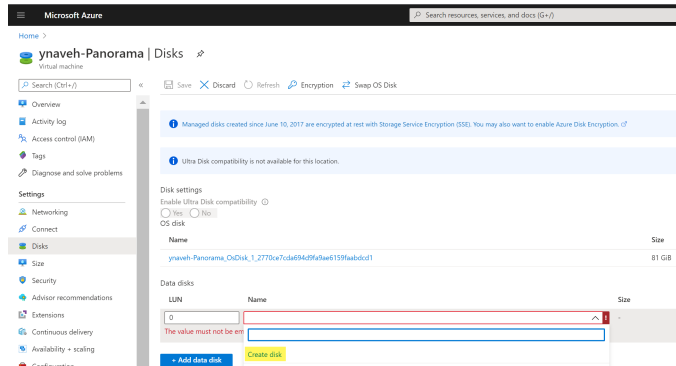 Microsoft Azure
Search resources, services, and docs (G+/)
Home >
ynaveh-Panorama | Disks
Virtual machine
Search (Ctrl+/)
«
Save
Discard
Refresh
Encryption
Swap OS Disk
Overview
Activity log
Access control (IAM)
Tags
Diagnose and solve problems
Settings
Networking
Connect
Disks
Size
Security
Advisor recommendations
Extensions
Continuous delivery
Availability + scaling
Configuration
Managed disks created since June 10, 2017 are encrypted at rest with Storage Service Encryption (SSE). You may also want to enable Azure Disk Encryption.
Ultra Disk compatibility is not available for this location.
Disk settings
Enable Ultra Disk compatibility
Yes No
OS disk
Name Size
ynaveh-Panorama_OsDisk_1_2770ce7cda694d9fa9ae6159faabdcd1 81 GiB
Data disks
LUN Name Size
0 -
The value must not be em
Create disk
+ Add data disk